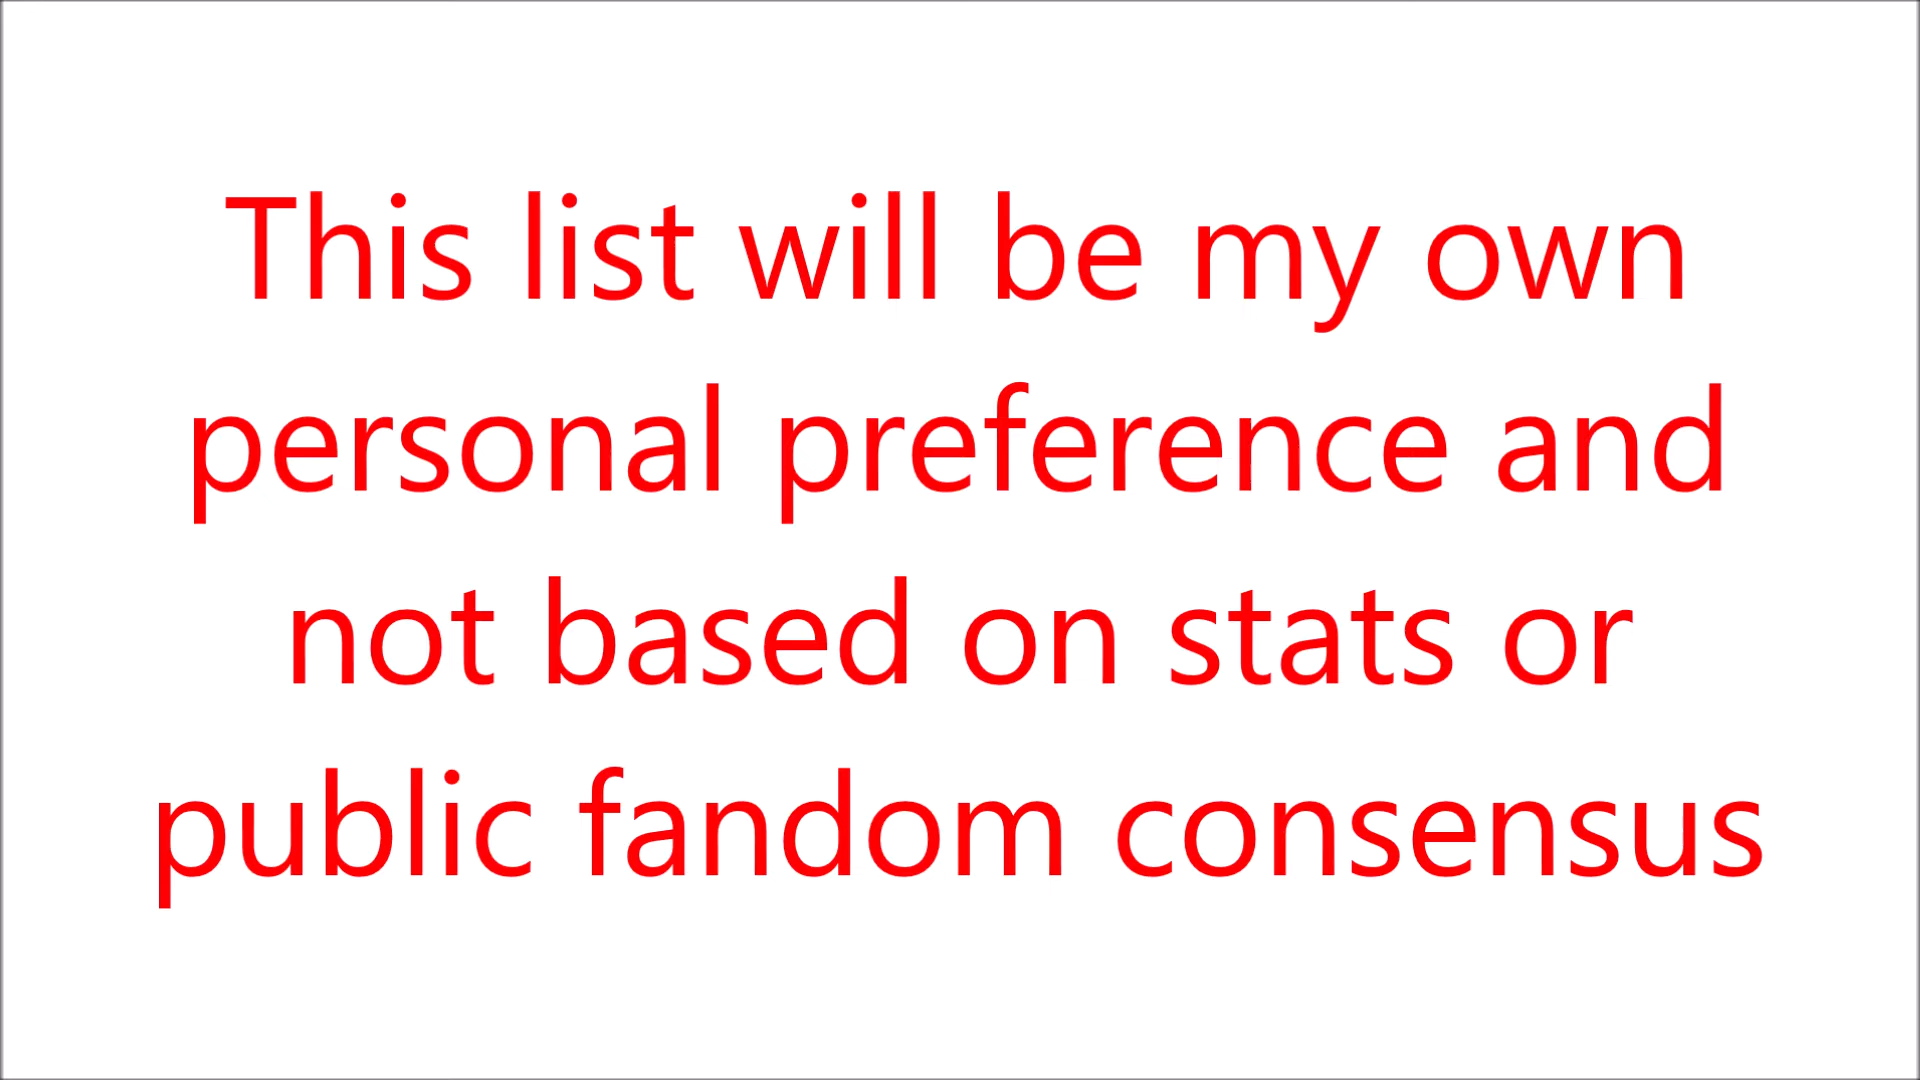 This list will be my own
personal preference and
not based on stats or
public fandom consensus